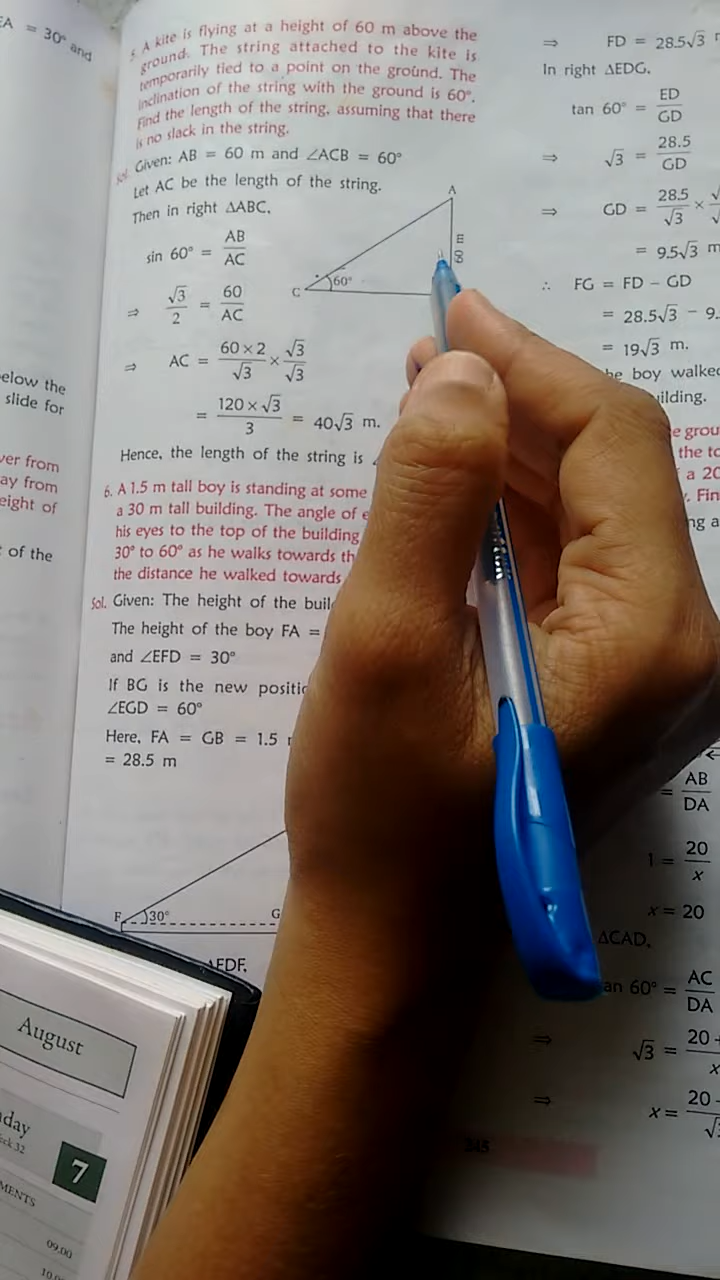 EA = 30° and
elow the
slide for
ver from
ay from
eight of
of the
5. A kite is flying at a height of 60 m above the
ground. The string attached to the kite is
temporarily tied to a point on the ground. The
inclination of the string with the ground is 60°.
Find the length of the string, assuming that there
is no slack in the string.
Sol. Given: AB = 60 m and ∠ACB = 60°
Let AC be the length of the string.
Then in right ΔABC,
sin 60° = AB/AC
⇒ √3/2 = 60/AC
⇒ AC = 60 × 2/√3 × √3/√3
= 120 × √3/3 = 40√3 m.
A
60 m
C 60°
Hence, the length of the string is
6. A 1.5 m tall boy is standing at some
a 30 m tall building. The angle of e
his eyes to the top of the building
30° to 60° as he walks towards th
the distance he walked towards
Sol. Given: The height of the buil
The height of the boy FA =
and ∠EFD = 30°
If BG is the new positio
∠EGD = 60°
Here, FA = GB = 1.5
= 28.5 m
F 30° G
ΔEDF,
⇒ FD = 28.5√3
In right ΔEDG,
tan 60° = ED/GD
⇒ √3 = 28.5/GD
⇒ GD = 28.5/√3 × √
= 9.5√3 m
∴ FG = FD − GD
= 28.5√3 − 9.
= 19√3 m.
he boy walked
uilding.
e grou
the to
a 20
. Fin
ng a
= AB/DA
1 = 20/x
x = 20
ΔCAD,
an 60° = AC/DA
⇒ √3 = 20 +/x
⇒ x = 20 -/√
345
August
day
7
MENTS
09.00